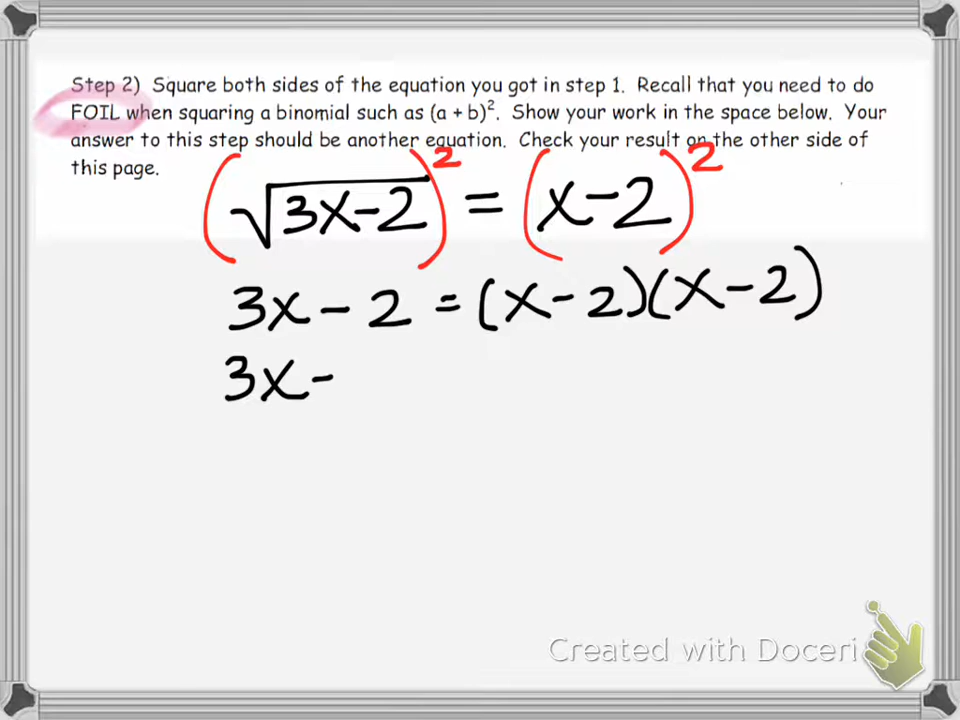 Step 2) Square both sides of the equation you got in step 1. Recall that you need to do
FOIL when squaring a binomial such as (a + b)². Show your work in the space below. Your
answer to this step should be another equation. Check your result on the other side of
this page.
(√3x-2)² = (x-2)²
3x - 2 = (x - 2)(x - 2)
3x -
Created with Doceri